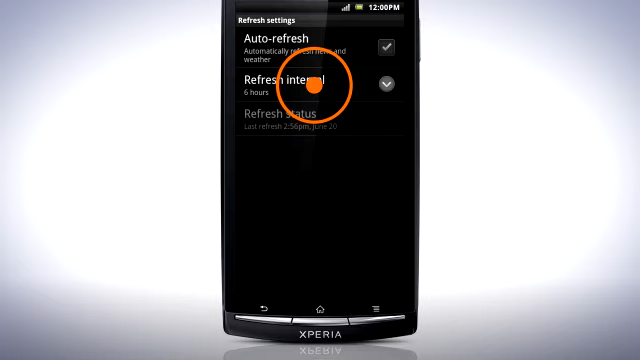 12:00PM
Refresh settings
Auto-refresh
Automatically refresh news and
weather
Refresh interval
6 hours
Refresh status
Last refresh 2:56pm, June 20
XPERIA